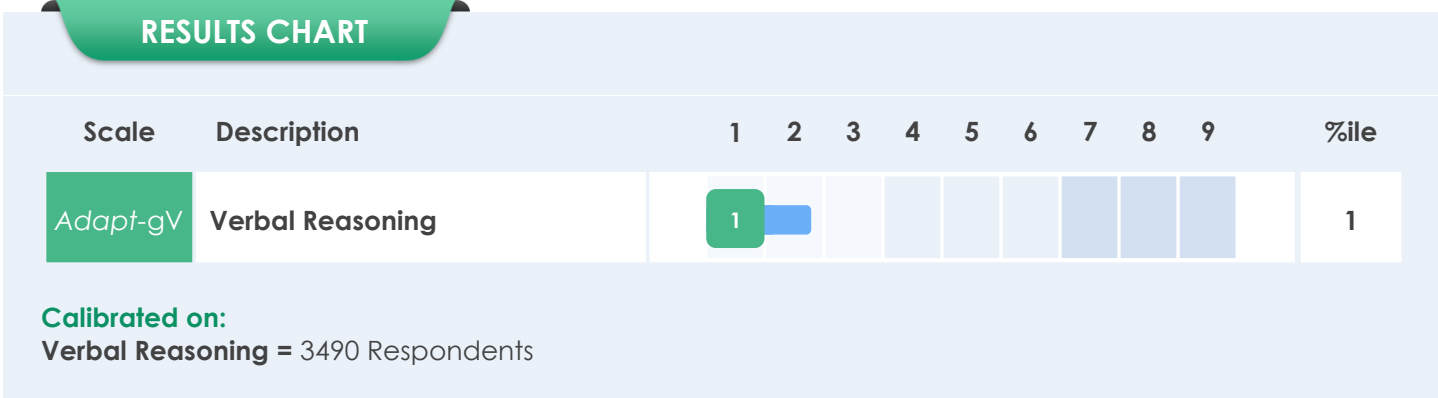 RESULTS CHART
Scale Description 1 2 3 4 5 6 7 8 9 %ile
Adapt-gV Verbal Reasoning 1 1
Calibrated on:
Verbal Reasoning = 3490 Respondents